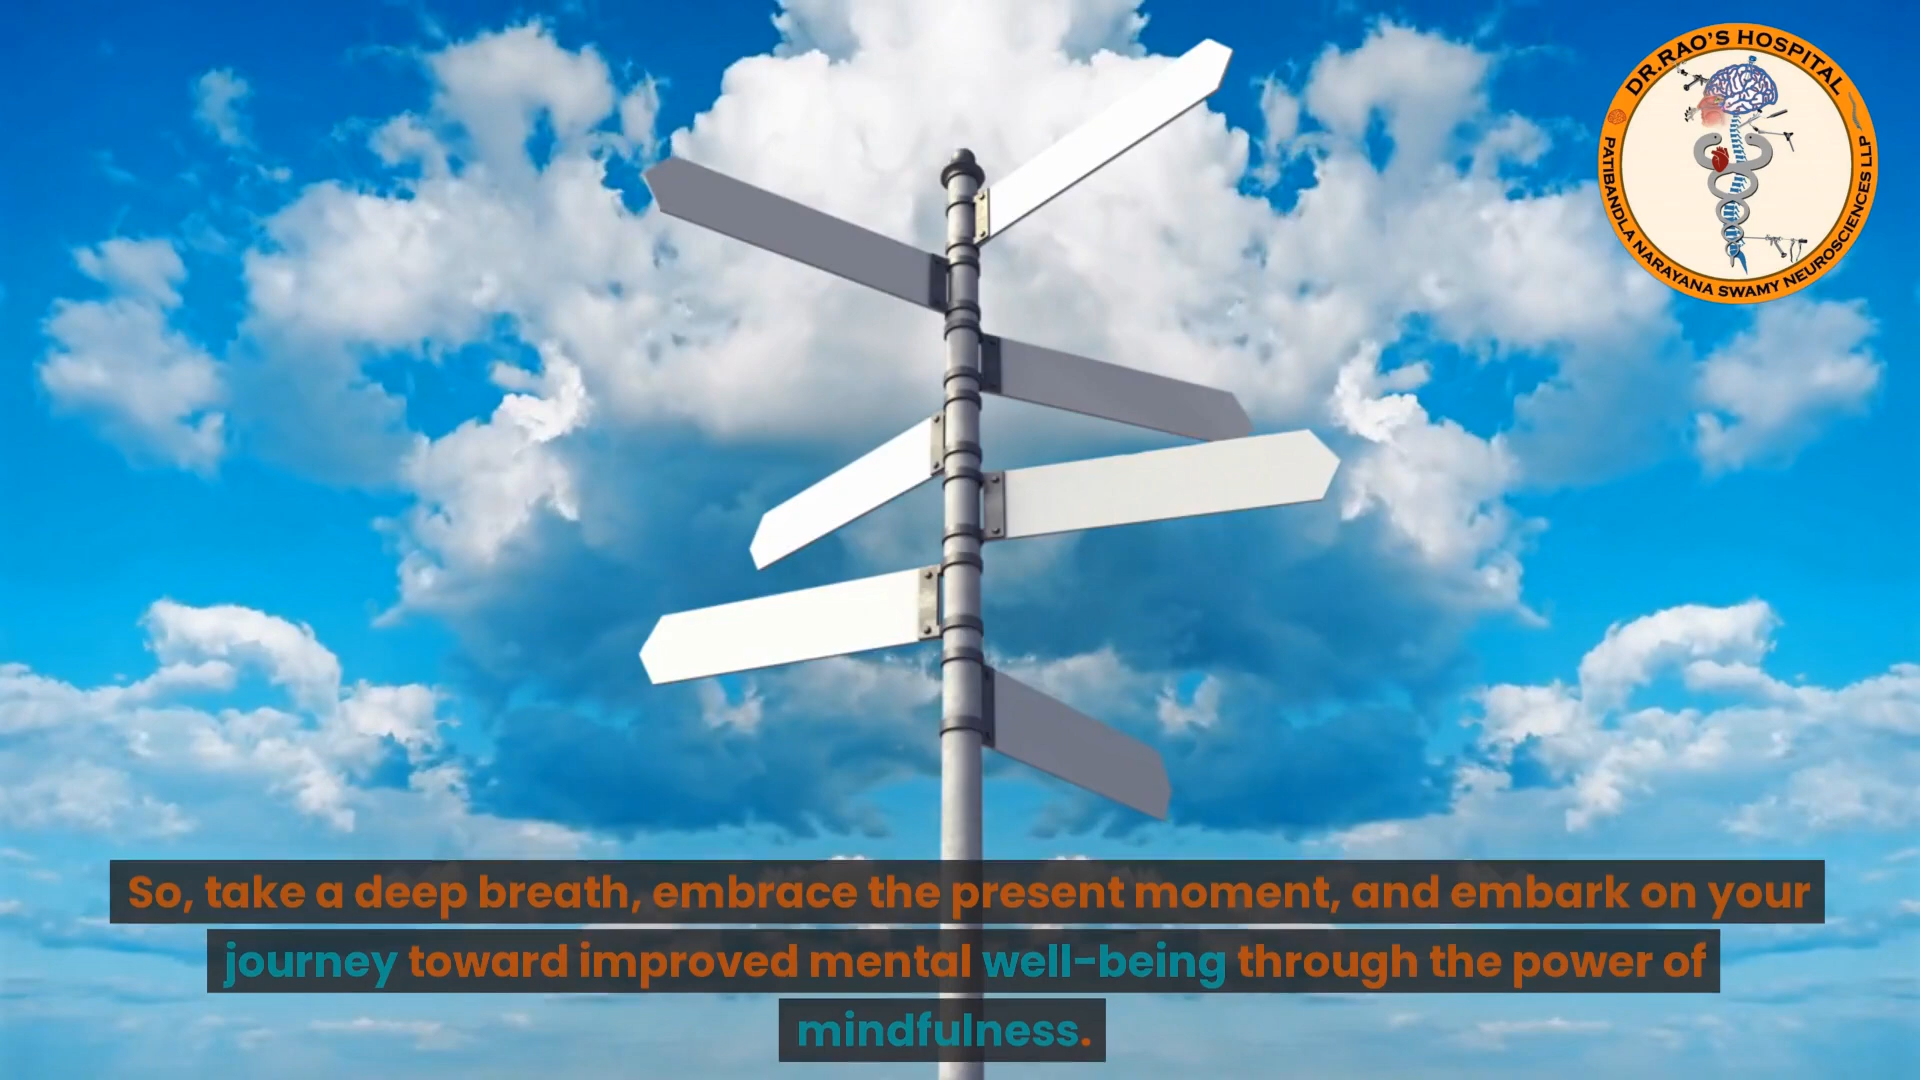 DR.RAO'S HOSPITAL
PATIBANDLA NARAYANA SWAMY NEUROSCIENCES LLP
So, take a deep breath, embrace the present moment, and embark on your
journey toward improved mental well-being through the power of
mindfulness.